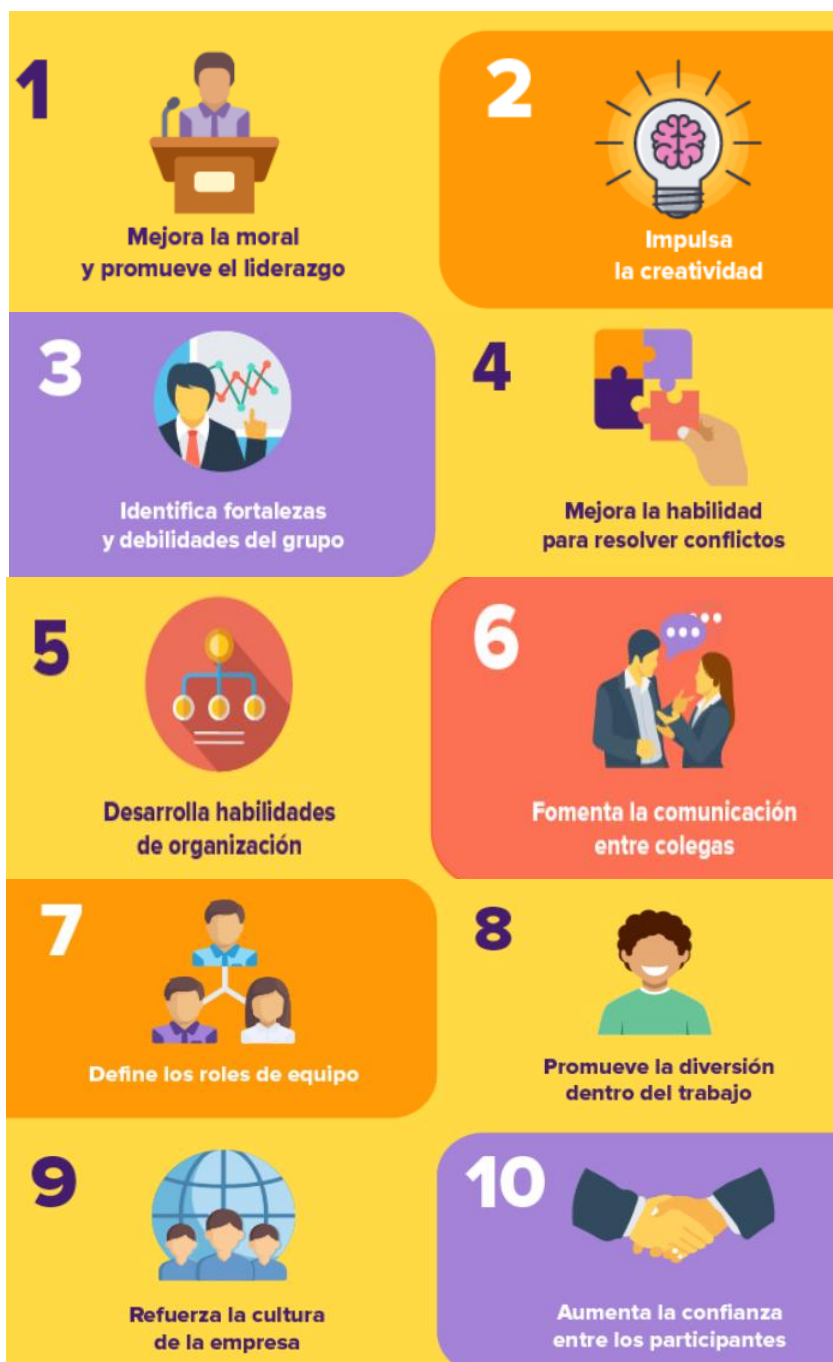 1
Mejora la moral
y promueve el liderazgo
2
Impulsa
la creatividad
3
Identifica fortalezas
y debilidades del grupo
4
Mejora la habilidad
para resolver conflictos
5
Desarrolla habilidades
de organización
6
Fomenta la comunicación
entre colegas
7
Define los roles de equipo
8
Promueve la diversión
dentro del trabajo
9
Refuerza la cultura
de la empresa
10
Aumenta la confianza
entre los participantes